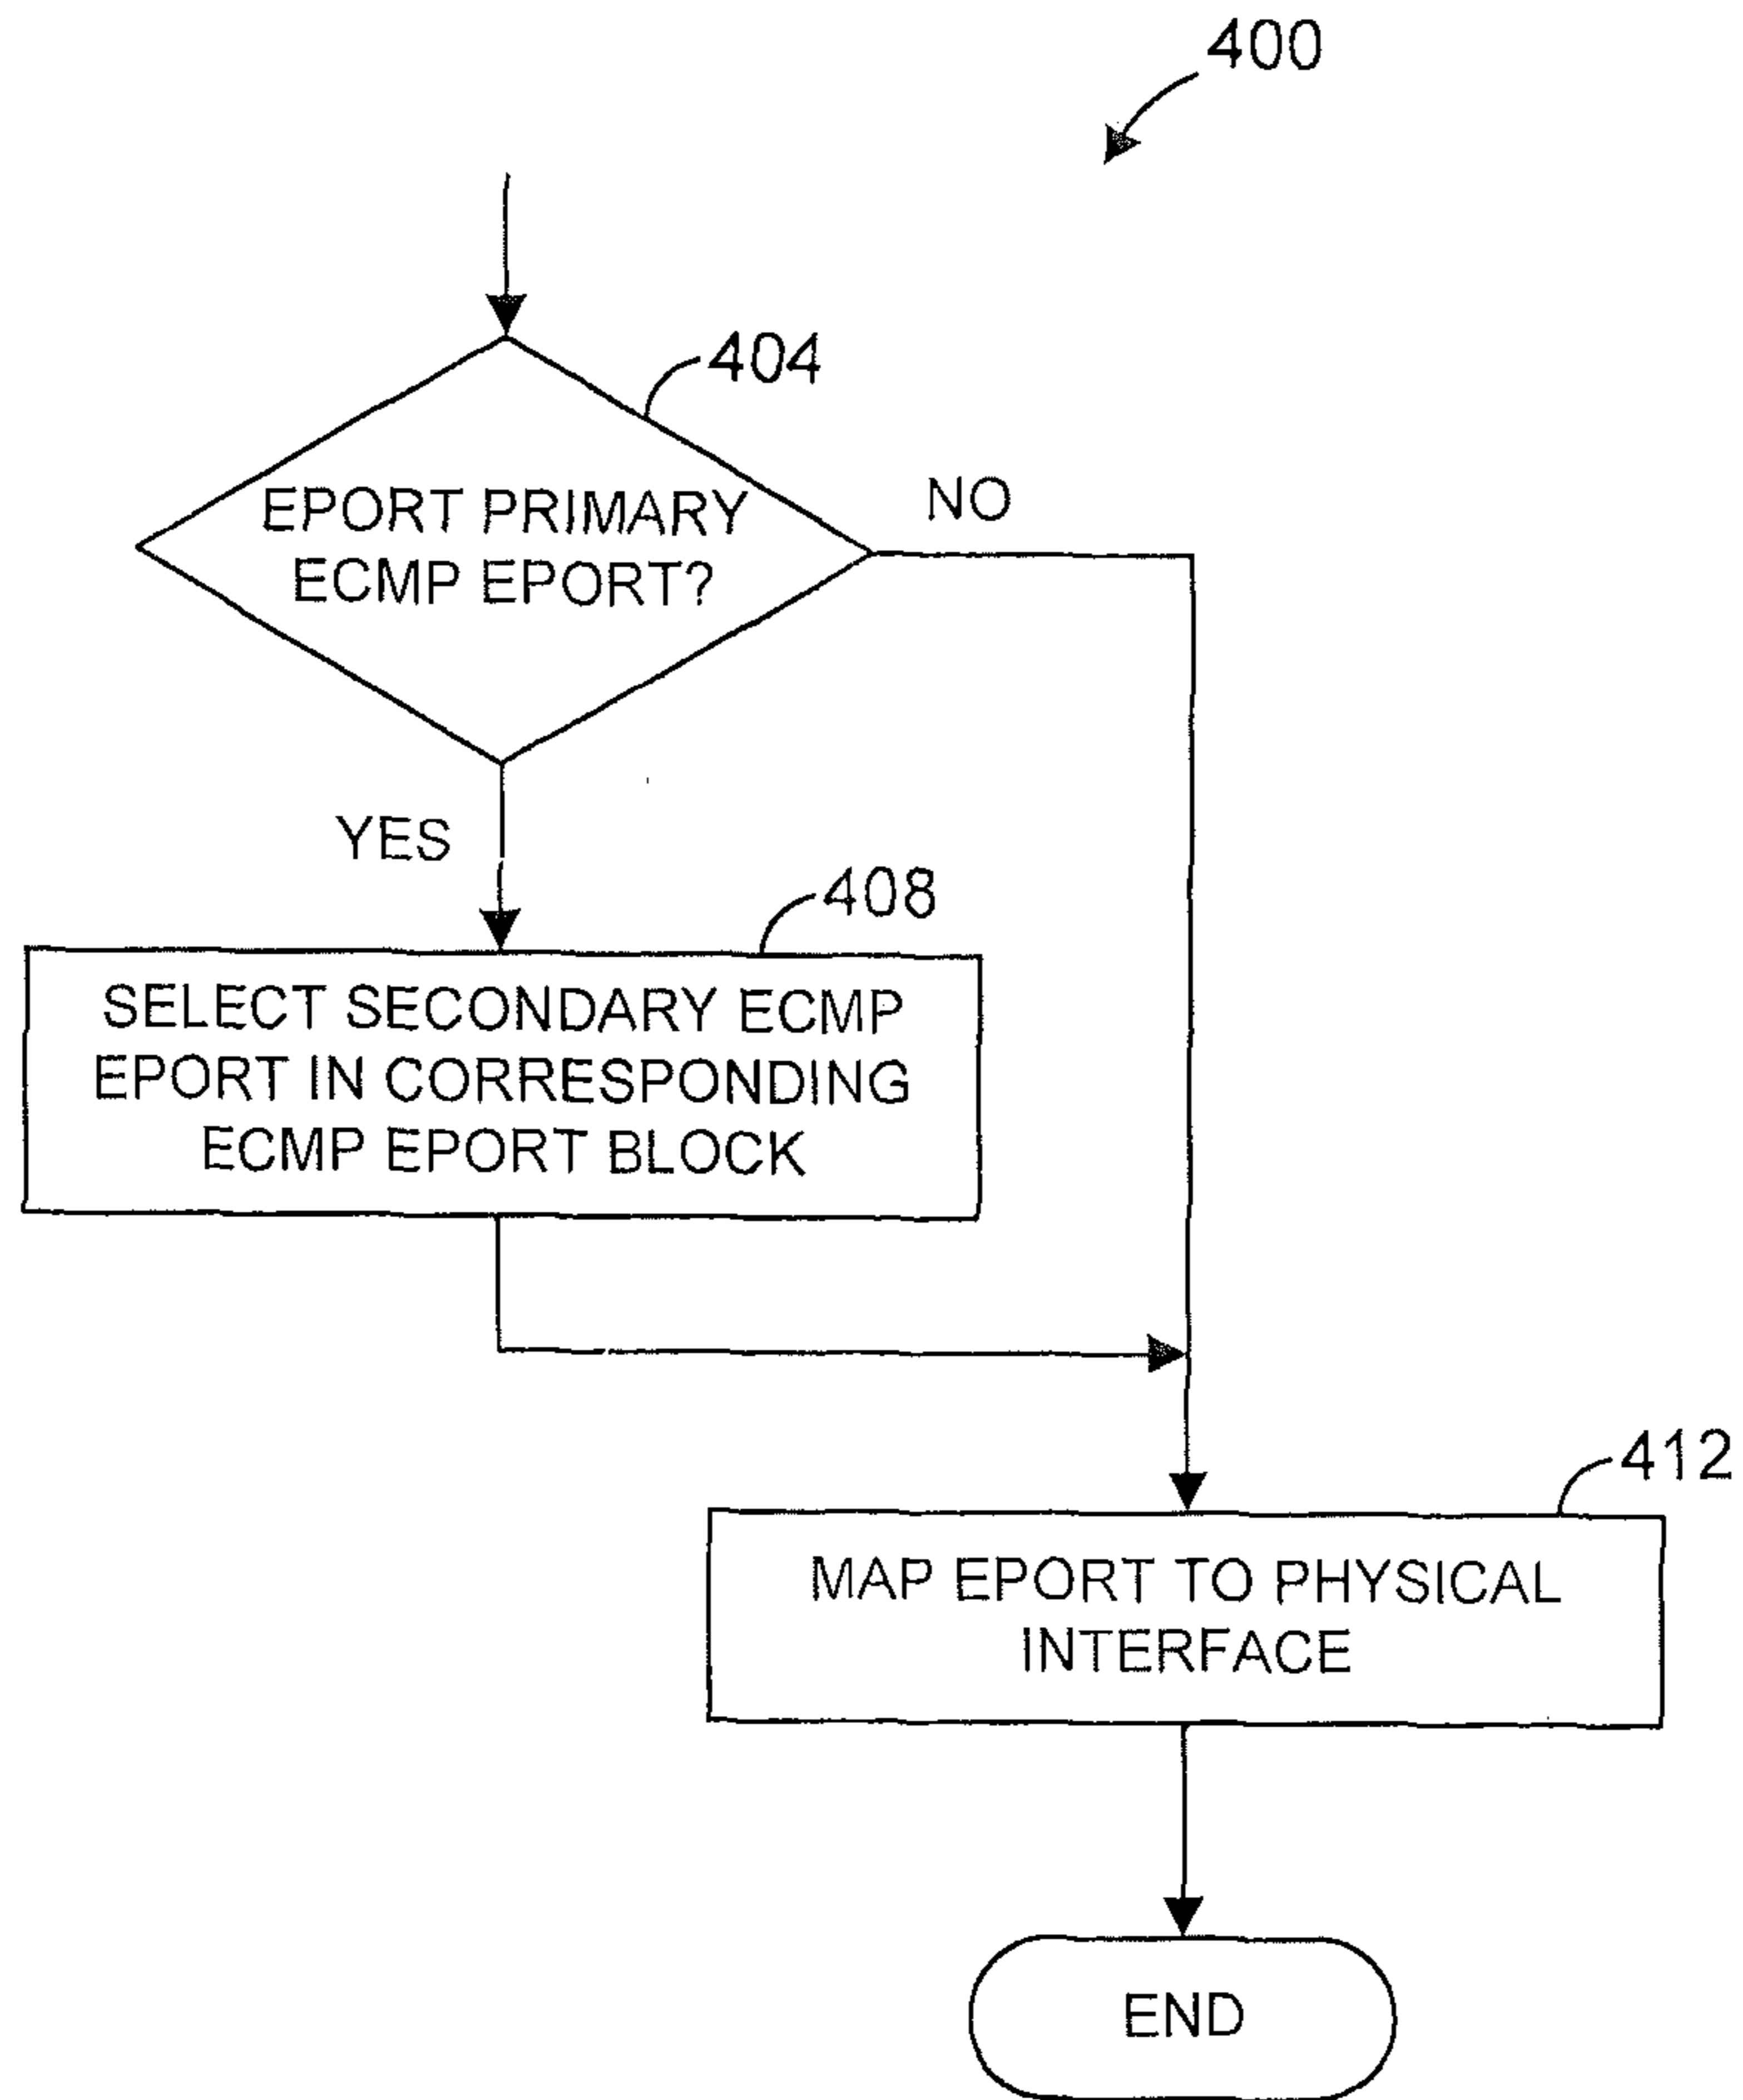 400
404
EPORT PRIMARY
ECMP EPORT?
NO
YES
408
SELECT SECONDARY ECMP
EPORT IN CORRESPONDING
ECMP EPORT BLOCK
412
MAP EPORT TO PHYSICAL
INTERFACE
END